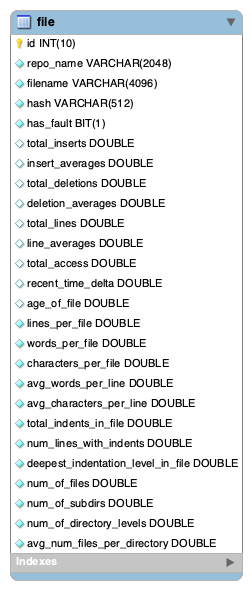 file
id INT(10)
repo_name VARCHAR(2048)
filename VARCHAR(4096)
hash VARCHAR(512)
has_fault BIT(1)
total_inserts DOUBLE
insert_averages DOUBLE
total_deletions DOUBLE
deletion_averages DOUBLE
total_lines DOUBLE
line_averages DOUBLE
total_access DOUBLE
recent_time_delta DOUBLE
age_of_file DOUBLE
lines_per_file DOUBLE
words_per_file DOUBLE
characters_per_file DOUBLE
avg_words_per_line DOUBLE
avg_characters_per_line DOUBLE
total_indents_in_file DOUBLE
num_lines_with_indents DOUBLE
deepest_indentation_level_in_file DOUBLE
num_of_files DOUBLE
num_of_subdirs DOUBLE
num_of_directory_levels DOUBLE
avg_num_files_per_directory DOUBLE
Indexes